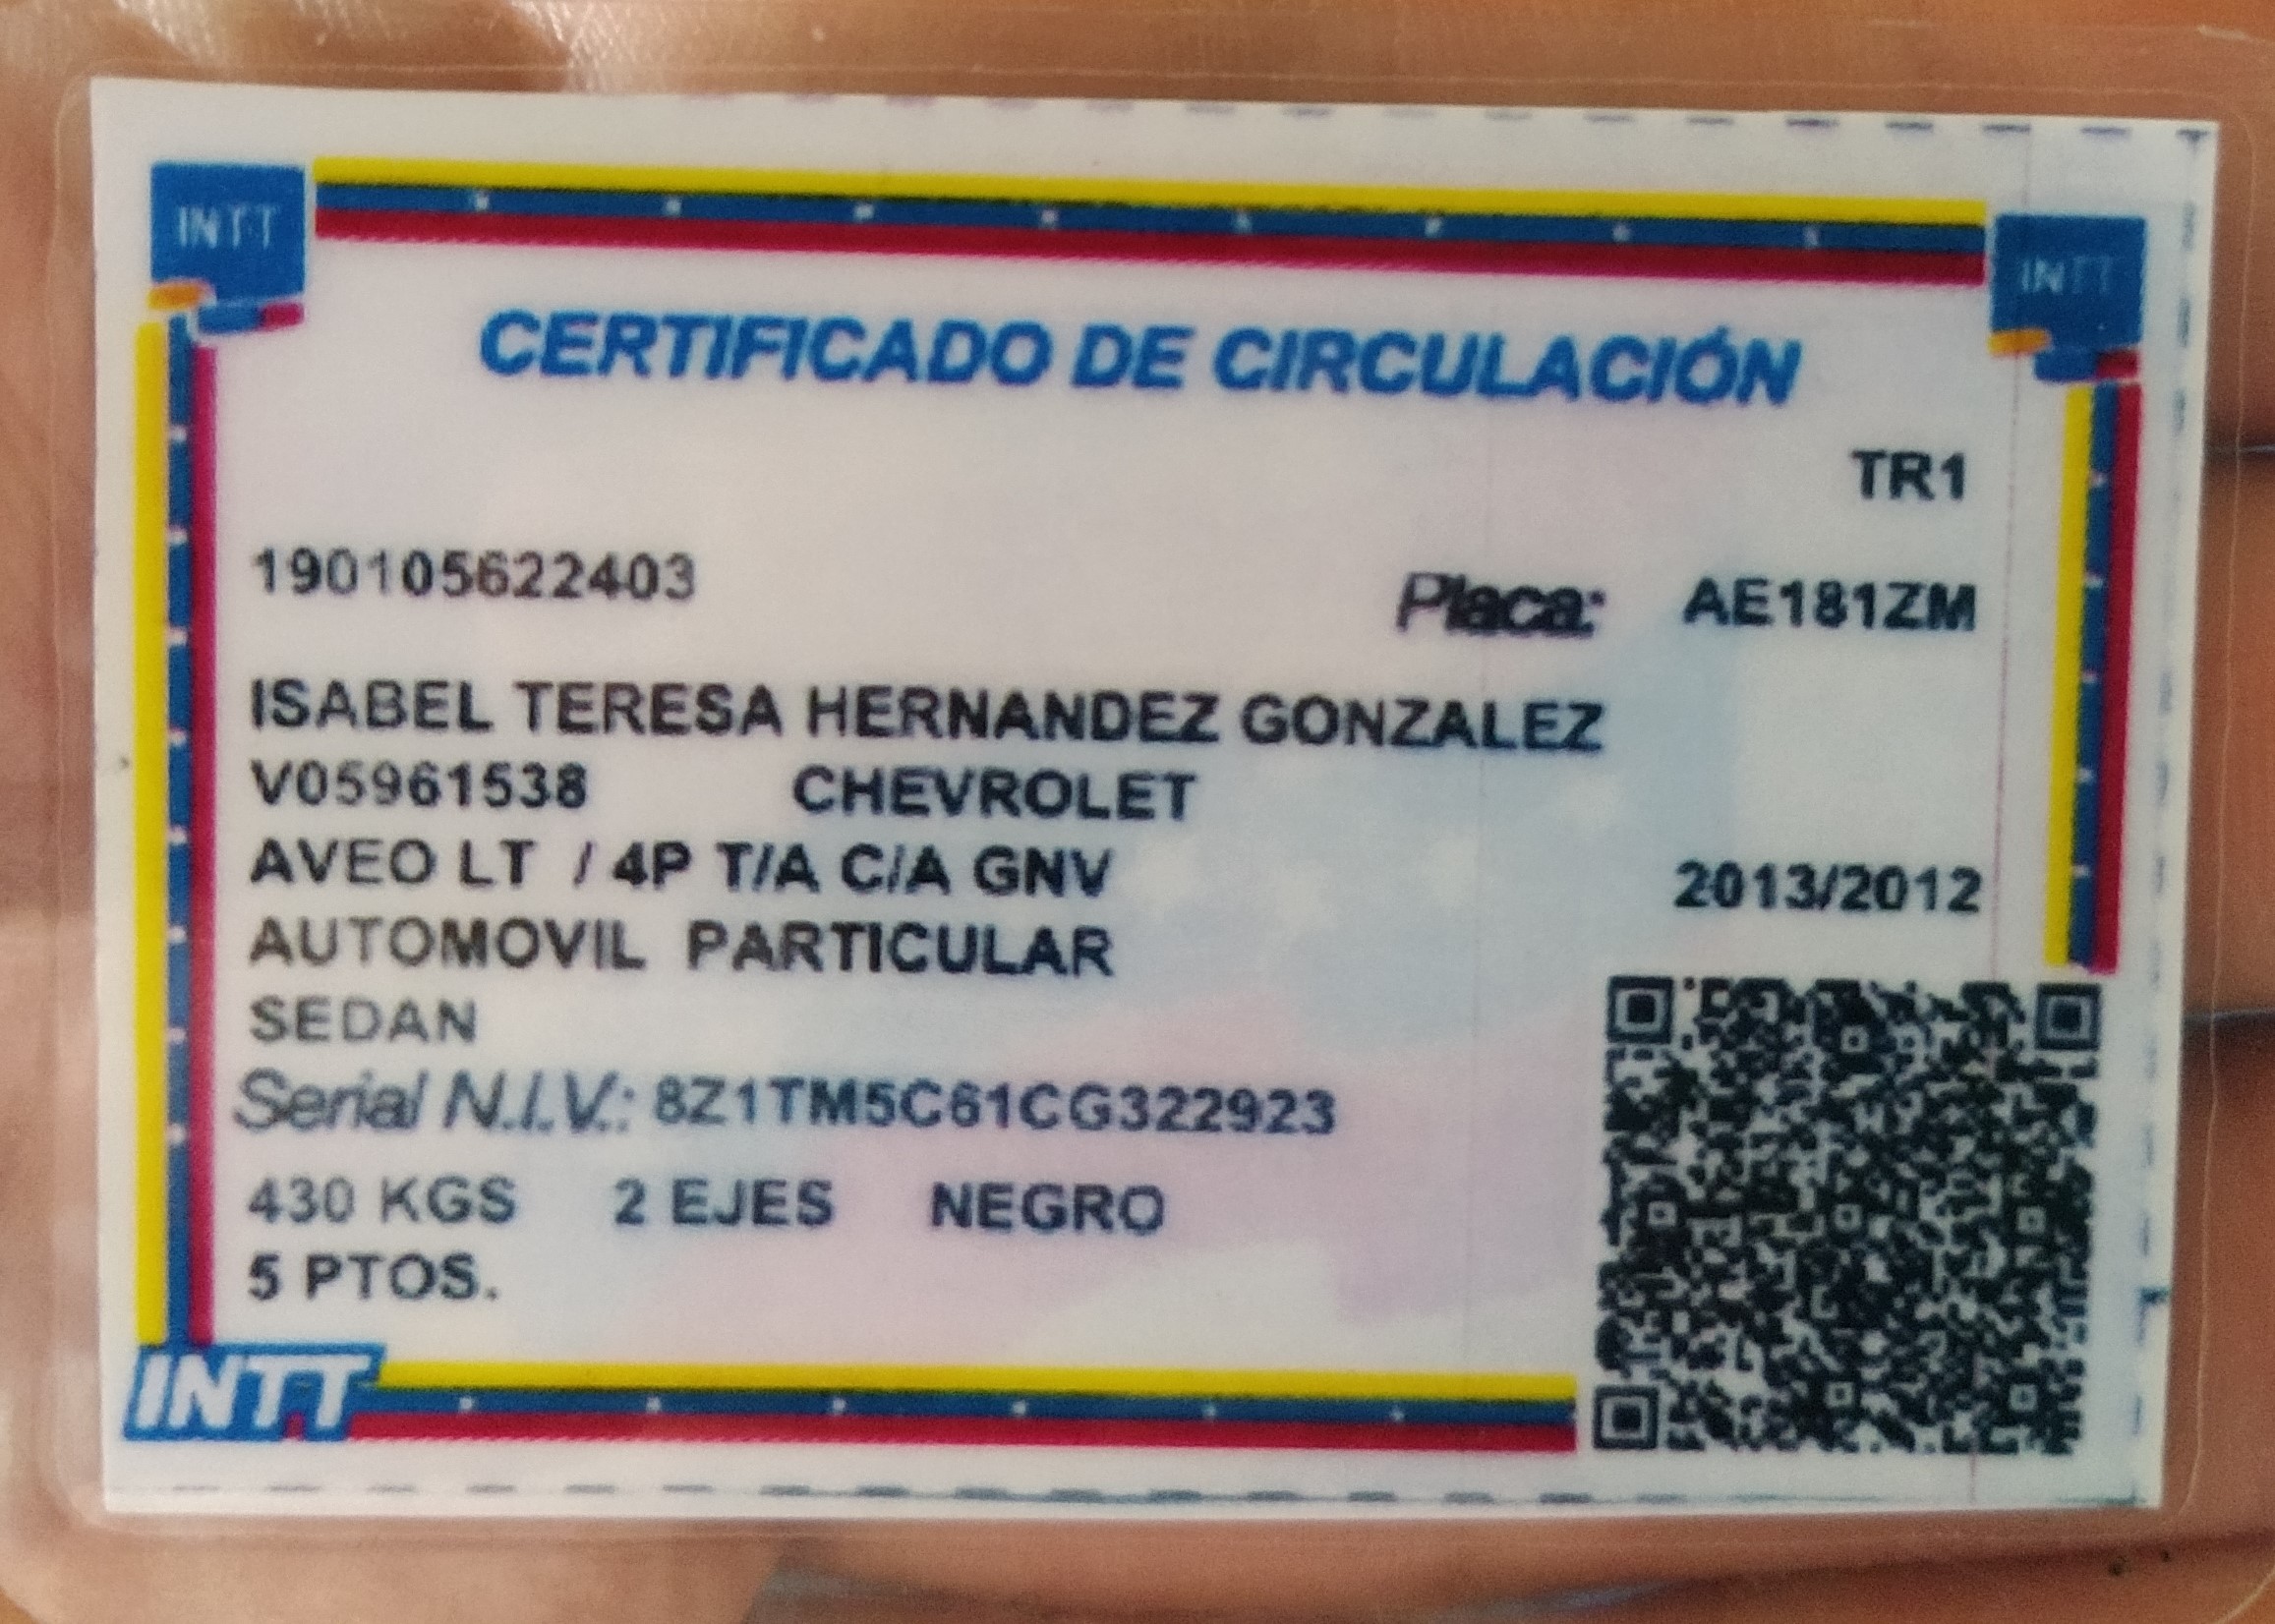 INTT
INTT
CERTIFICADO DE CIRCULACIÓN
TR1
190105622403
Placa: AE181ZM
ISABEL TERESA HERNANDEZ GONZALEZ
V05961538 CHEVROLET
AVEO LT / 4P T/A C/A GNV 2013/2012
AUTOMOVIL PARTICULAR
SEDAN
Serial N.I.V.: 8Z1TM5C61CG322923
430 KGS 2 EJES NEGRO
5 PTOS.
INTT